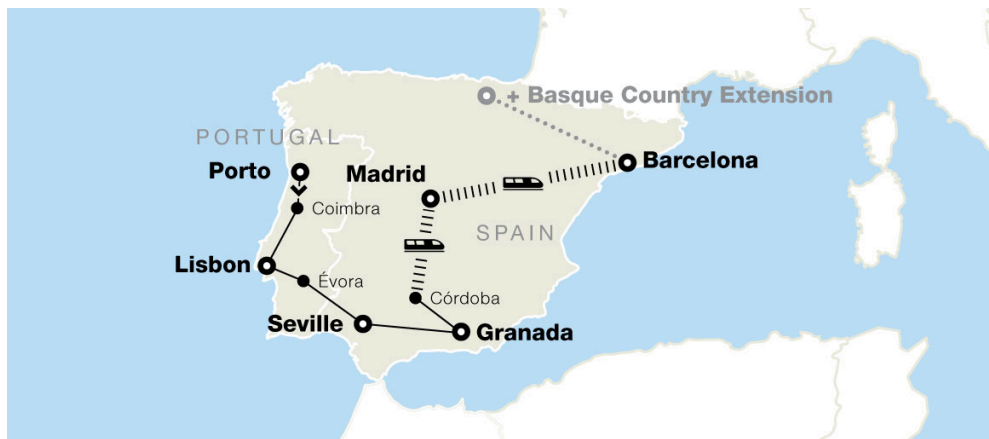 + Basque Country Extension
PORTUGAL
Porto
Madrid
Barcelona
Coimbra
SPAIN
Lisbon
Évora
Córdoba
Seville
Granada